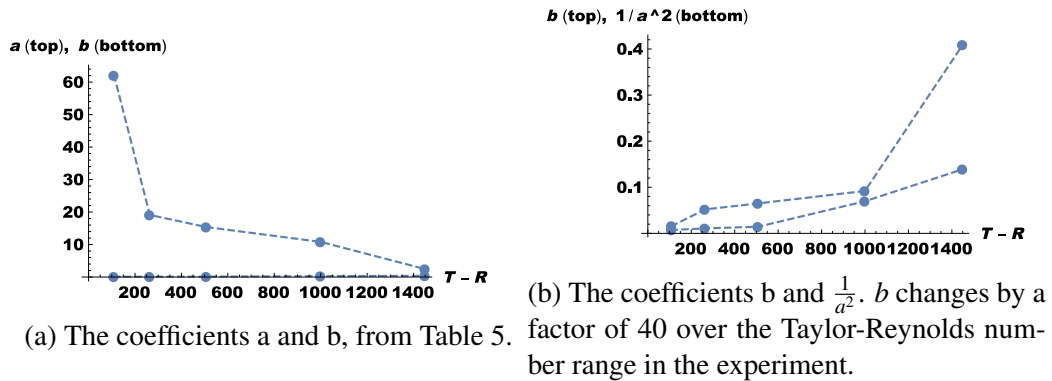 a (top), b (bottom)
60
50
40
30
20
10
200 400 600 800 1000 1200 1400
T – R
(a) The coefficients a and b, from Table 5.
b (top), 1/a^2 (bottom)
0.4
0.3
0.2
0.1
200 400 600 800 1000 1200 1400
T – R
(b) The coefficients b and 1/a². b changes by a
factor of 40 over the Taylor-Reynolds num-
ber range in the experiment.